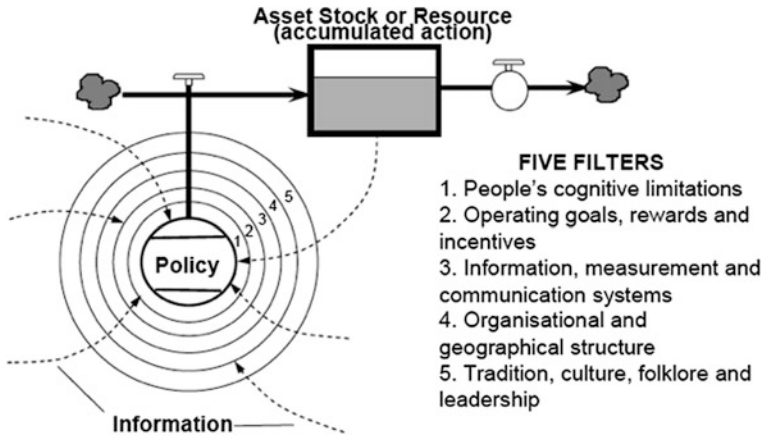 Asset Stock or Resource
(accumulated action)
FIVE FILTERS
1. People's cognitive limitations
2. Operating goals, rewards and
incentives
3. Information, measurement and
communication systems
4. Organisational and
geographical structure
5. Tradition, culture, folklore and
leadership
5
4
3
2
1
Policy
Information